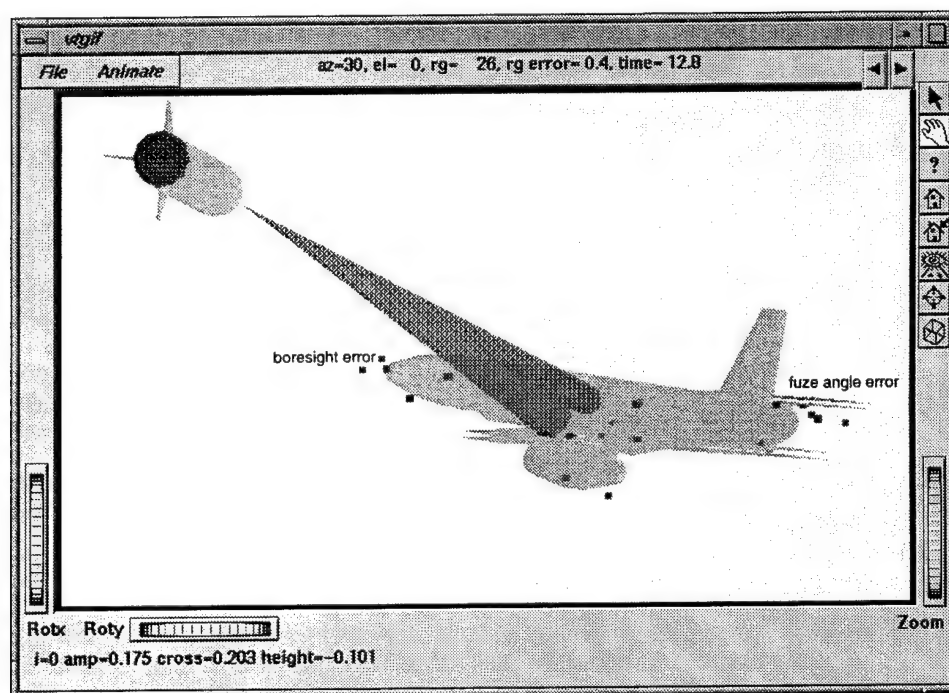 vtgif
File Animate
az=30, el= 0, rg= 26, rg error= 0.4, time= 12.8
?
boresight error
fuze angle error
Rotx Roty
Zoom
i=0 amp=0.175 cross=0.203 height=-0.101